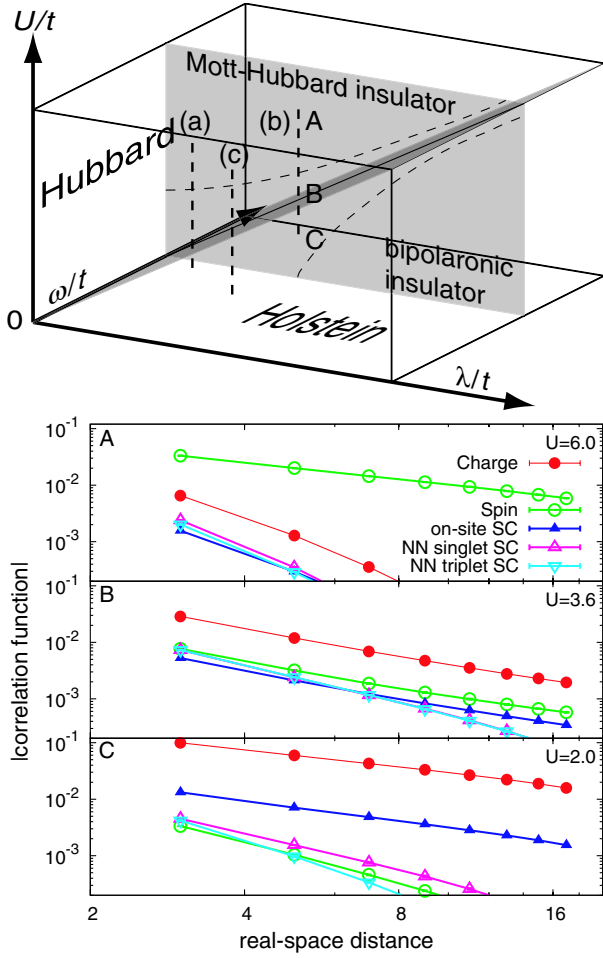 U/t
Mott-Hubbard insulator
(a)
(b)
A
(c)
Hubbard
B
C
bipolaronic
insulator
ω/t
Holstein
0
λ/t
|correlation function|
10-1
10-2
10-3
A
U=6.0
Charge
Spin
on-site SC
NN singlet SC
NN triplet SC
10-1
10-2
10-3
B
U=3.6
10-1
10-2
10-3
C
U=2.0
2
4
8
16
real-space distance